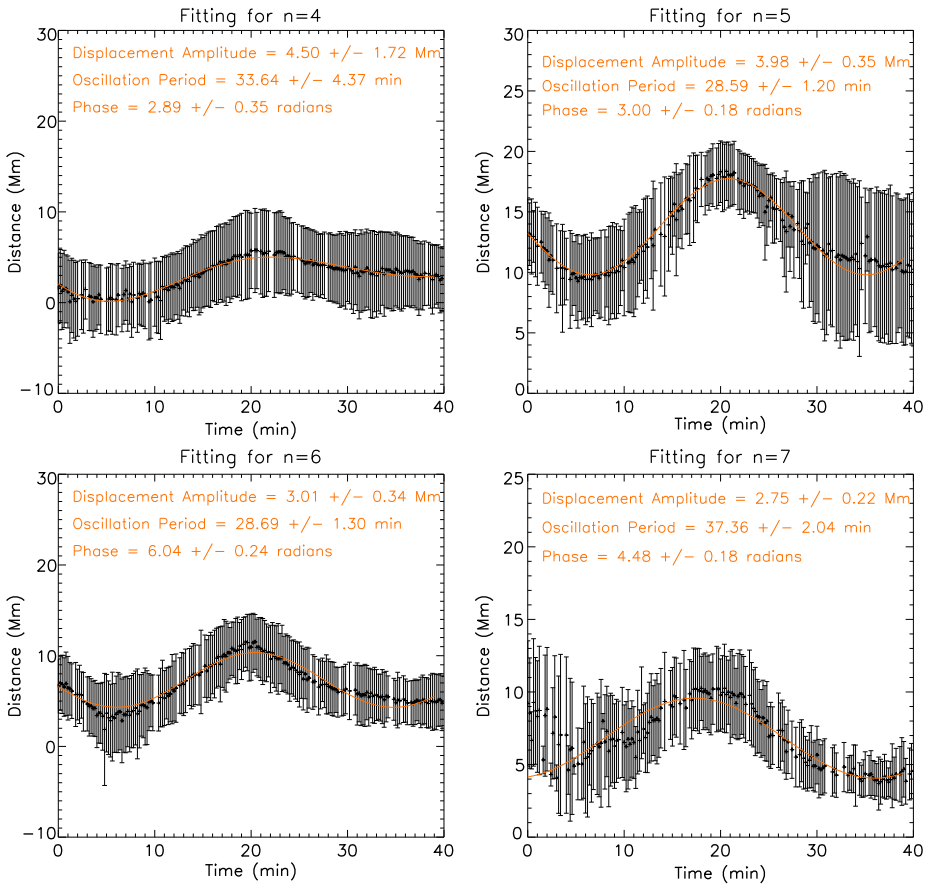 Fitting for n=4
Displacement Amplitude = 4.50 +/- 1.72 Mm
Oscillation Period = 33.64 +/- 4.37 min
Phase = 2.89 +/- 0.35 radians
Distance (Mm)
30
20
10
0
-10
0 10 20 30 40
Time (min)
Fitting for n=5
Displacement Amplitude = 3.98 +/- 0.35 Mm
Oscillation Period = 28.59 +/- 1.20 min
Phase = 3.00 +/- 0.18 radians
Distance (Mm)
30
25
20
15
10
5
0
0 10 20 30 40
Time (min)
Fitting for n=6
Displacement Amplitude = 3.01 +/- 0.34 Mm
Oscillation Period = 28.69 +/- 1.30 min
Phase = 6.04 +/- 0.24 radians
Distance (Mm)
30
20
10
0
-10
0 10 20 30 40
Time (min)
Fitting for n=7
Displacement Amplitude = 2.75 +/- 0.22 Mm
Oscillation Period = 37.36 +/- 2.04 min
Phase = 4.48 +/- 0.18 radians
Distance (Mm)
25
20
15
10
5
0
0 10 20 30 40
Time (min)